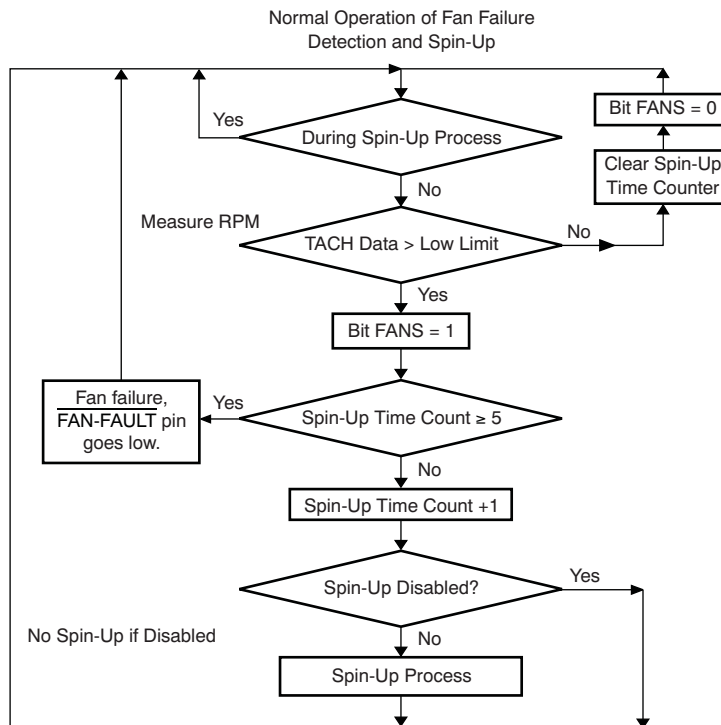 Normal Operation of Fan Failure
Detection and Spin-Up
Bit FANS = 0
Yes
During Spin-Up Process
Clear Spin-Up
Time Counter
No
Measure RPM
TACH Data > Low Limit
No
Yes
Bit FANS = 1
Fan failure,
FAN-FAULT pin
goes low.
Yes
Spin-Up Time Count ≥ 5
No
Spin-Up Time Count +1
Spin-Up Disabled?
Yes
No Spin-Up if Disabled
No
Spin-Up Process